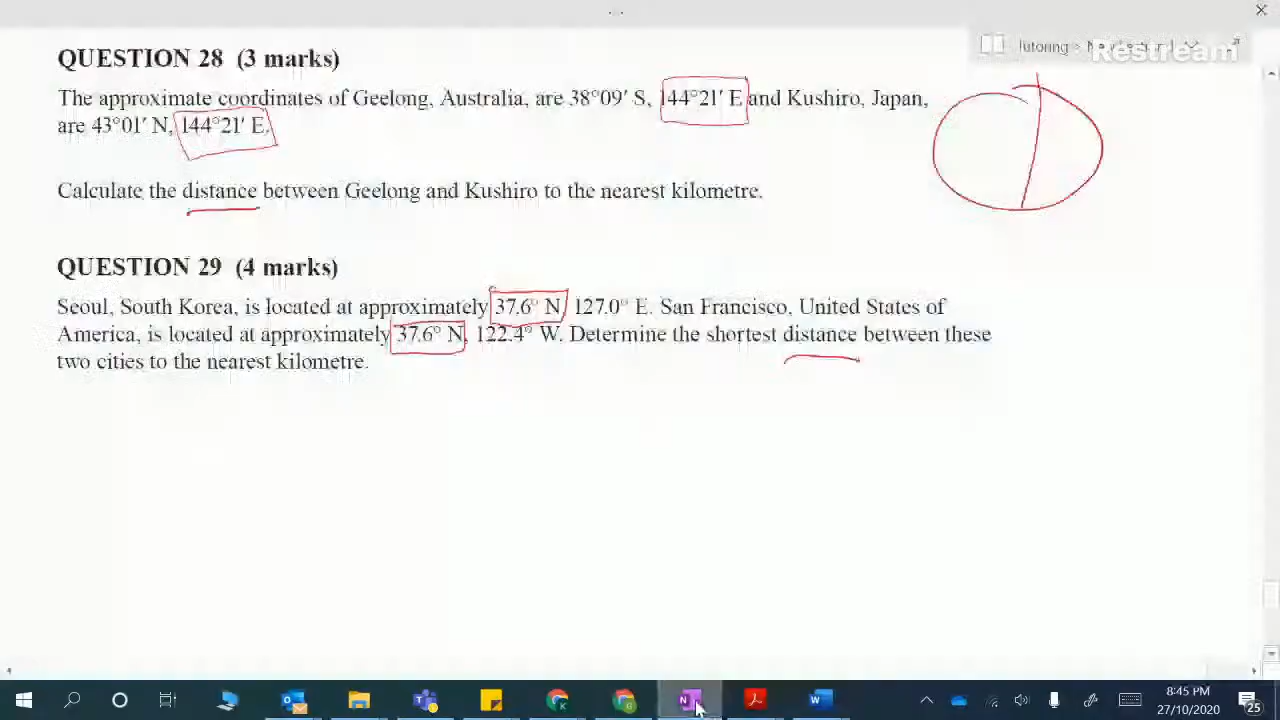 Restream
QUESTION 28 (3 marks)
The approximate coordinates of Geelong, Australia, are 38°09′ S, 144°21′ E and Kushiro, Japan,
are 43°01′ N, 144°21′ E.
Calculate the distance between Geelong and Kushiro to the nearest kilometre.
QUESTION 29 (4 marks)
Seoul, South Korea, is located at approximately 37.6° N, 127.0° E. San Francisco, United States of
America, is located at approximately 37.6° N, 122.4° W. Determine the shortest distance between these
two cities to the nearest kilometre.
8:45 PM
27/10/2020
25